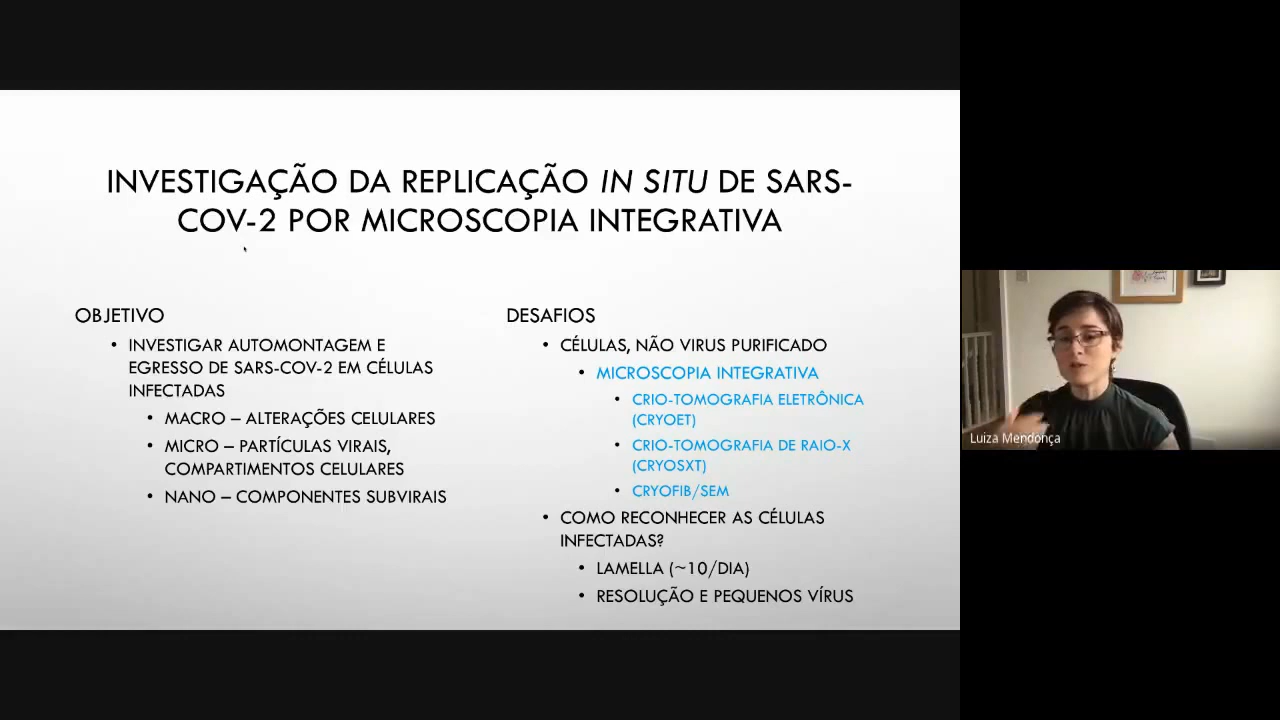 INVESTIGAÇÃO DA REPLICAÇÃO IN SITU DE SARS-
COV-2 POR MICROSCOPIA INTEGRATIVA
OBJETIVO
• INVESTIGAR AUTOMONTAGEM E
EGRESSO DE SARS-COV-2 EM CÉLULAS
INFECTADAS
• MACRO – ALTERAÇÕES CELULARES
• MICRO – PARTÍCULAS VIRAIS,
COMPARTIMENTOS CELULARES
• NANO – COMPONENTES SUBVIRAIS
DESAFIOS
• CÉLULAS, NÃO VIRUS PURIFICADO
• MICROSCOPIA INTEGRATIVA
• CRIO-TOMOGRAFIA ELETRÔNICA
(CRYOET)
• CRIO-TOMOGRAFIA DE RAIO-X
(CRYOSXT)
• CRYOFIB/SEM
• COMO RECONHECER AS CÉLULAS
INFECTADAS?
• LAMELLA (~10/DIA)
• RESOLUÇÃO E PEQUENOS VÍRUS
Luiza Mendonça